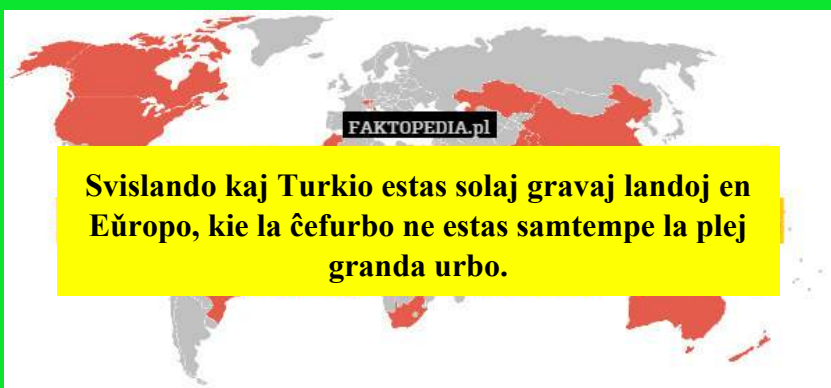 FAKTOPEDIA.pl
Svislando kaj Turkio estas solaj gravaj landoj en
Eǔropo, kie la ĉefurbo ne estas samtempe la plej
granda urbo.